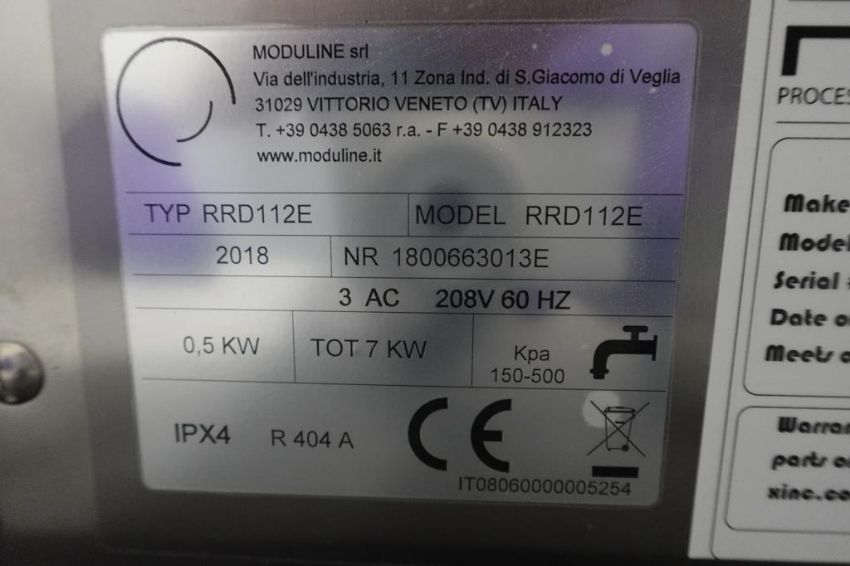 MODULINE srl
Via dell'industria, 11 Zona Ind. di S.Giacomo di Veglia
31029 VITTORIO VENETO (TV) ITALY
T. +39 0438 5063 r.a. - F +39 0438 912323
www.moduline.it
TYP RRD112E MODEL RRD112E
2018 NR 1800663013E
3 AC 208V 60 HZ
0,5 KW TOT 7 KW Kpa
150-500
IPX4 R 404 A CE
IT08060000005254
PROCES
Make
Model
Serial #
Date o
Meets
Warran
parts o
xinc.co